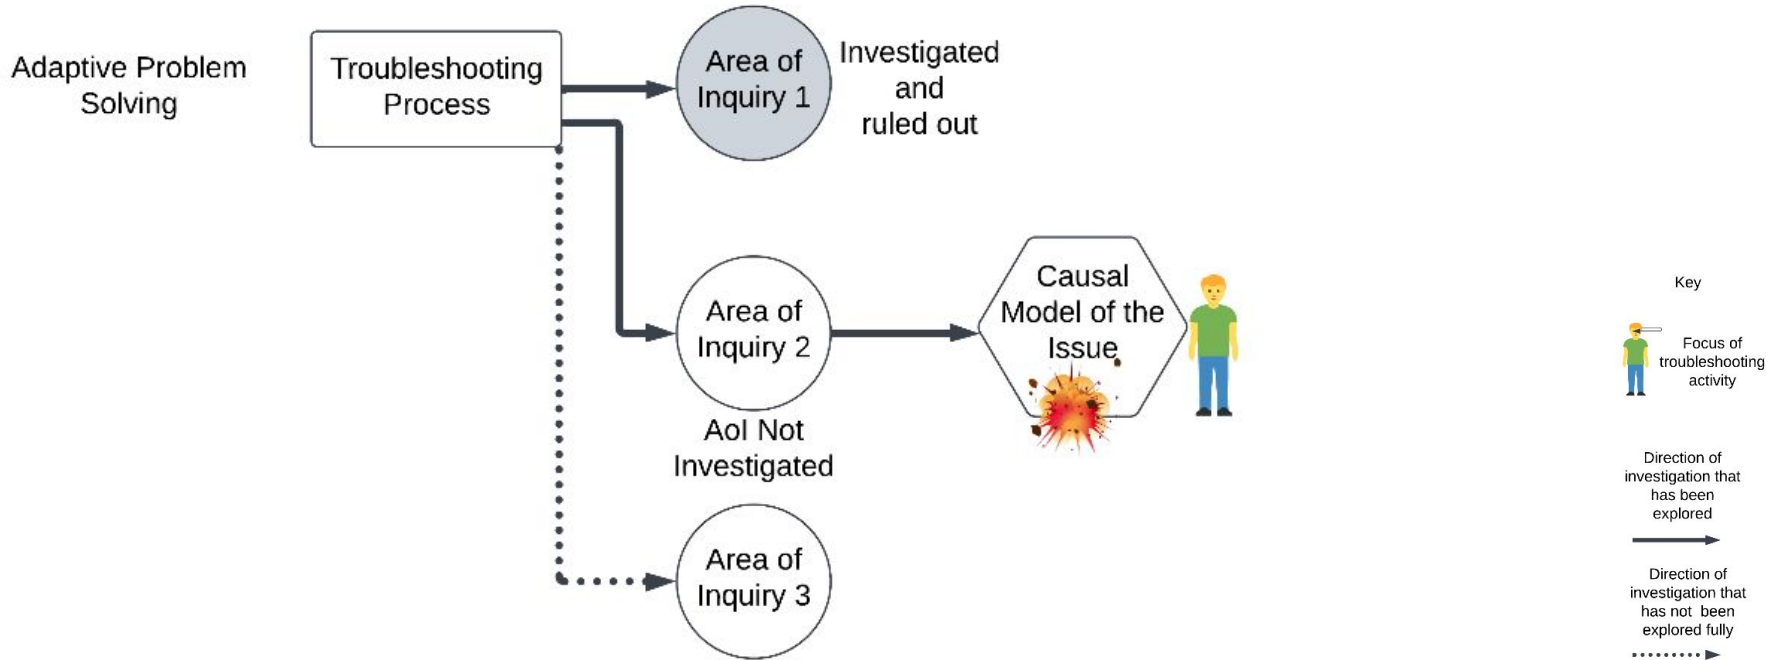 Adaptive Problem
Solving
Troubleshooting
Process
Area of
Inquiry 1
Investigated
and
ruled out
Area of
Inquiry 2
AoI Not
Investigated
Causal
Model of the
Issue
Area of
Inquiry 3
Key
Focus of
troubleshooting
activity
Direction of
investigation that
has been
explored
Direction of
investigation that
has not been
explored fully